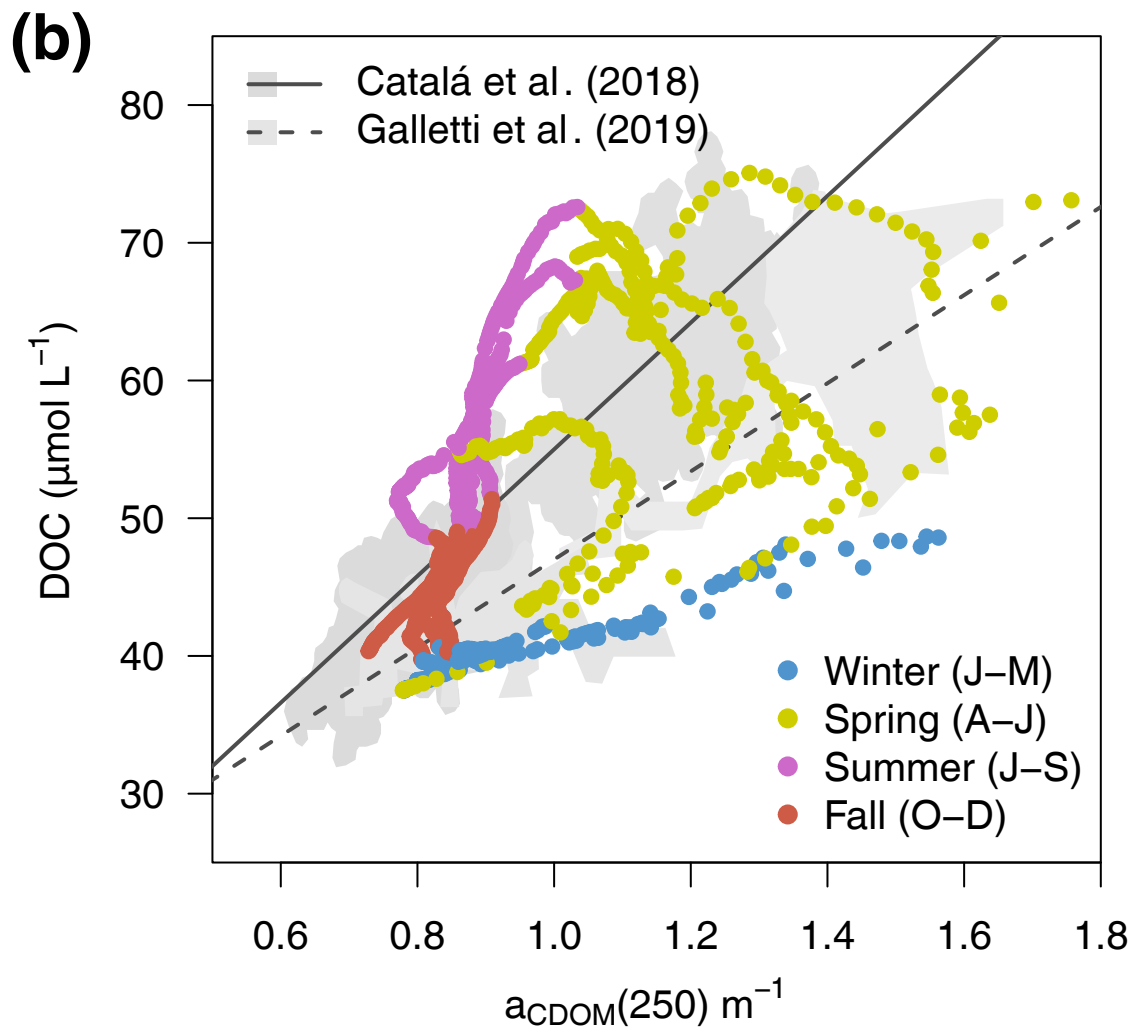 (b)
Catalá et al. (2018)
Galletti et al. (2019)
80
70
60
50
40
30
DOC (µmol L⁻¹)
Winter (J−M)
Spring (A−J)
Summer (J−S)
Fall (O−D)
0.6 0.8 1.0 1.2 1.4 1.6 1.8
aCDOM(250) m⁻¹